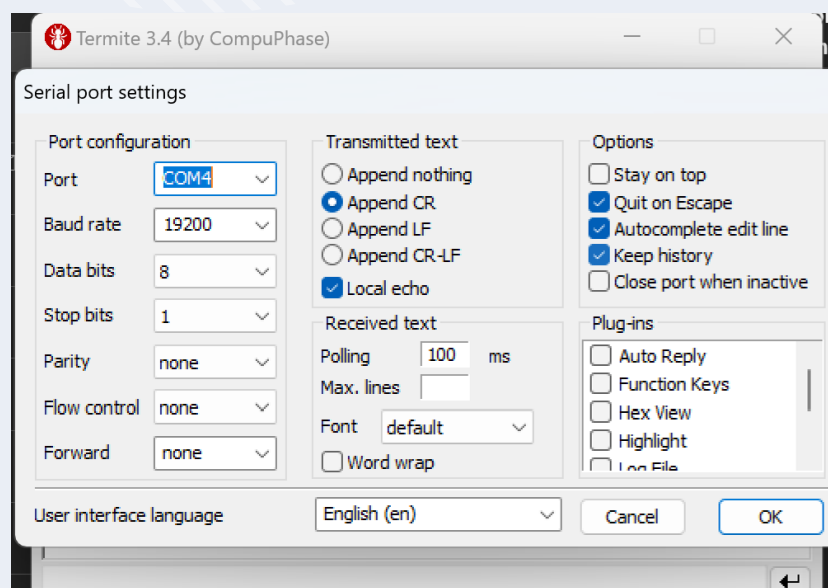 Termite 3.4 (by CompuPhase)
Serial port settings
Port configuration
Port COM4
Baud rate 19200
Data bits 8
Stop bits 1
Parity none
Flow control none
Forward none
Transmitted text
Append nothing
Append CR
Append LF
Append CR-LF
Local echo
Received text
Polling 100 ms
Max. lines
Font default
Word wrap
Options
Stay on top
Quit on Escape
Autocomplete edit line
Keep history
Close port when inactive
Plug-ins
Auto Reply
Function Keys
Hex View
Highlight
Log File
User interface language English (en)
Cancel OK